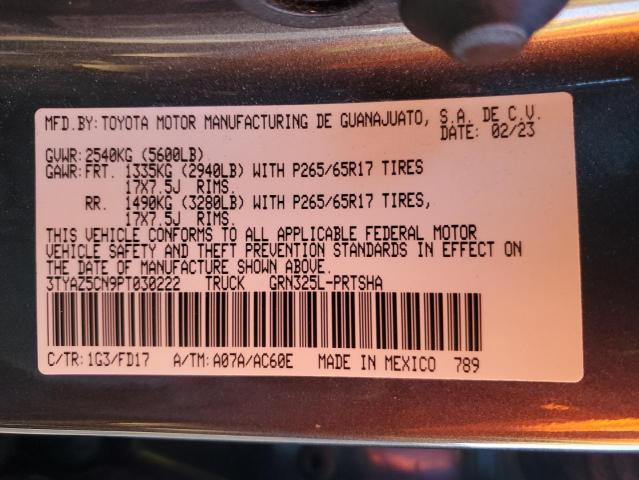 MFD.BY: TOYOTA MOTOR MANUFACTURING DE GUANAJUATO, S.A. DE C.V.
DATE: 02/23
GVWR: 2540KG (5600LB)
GAWR: FRT. 1335KG (2940LB) WITH P265/65R17 TIRES
17X7.5J RIMS.
RR. 1490KG (3280LB) WITH P265/65R17 TIRES,
17X7.5J RIMS.
THIS VEHICLE CONFORMS TO ALL APPLICABLE FEDERAL MOTOR
VEHICLE SAFETY AND THEFT PREVENTION STANDARDS IN EFFECT ON
THE DATE OF MANUFACTURE SHOWN ABOVE.
3TYAZ5CN9PT030222 TRUCK GRN325L-PRTSHA
C/TR: 1G3/FD17 A/TM: A07A/AC60E MADE IN MEXICO 789